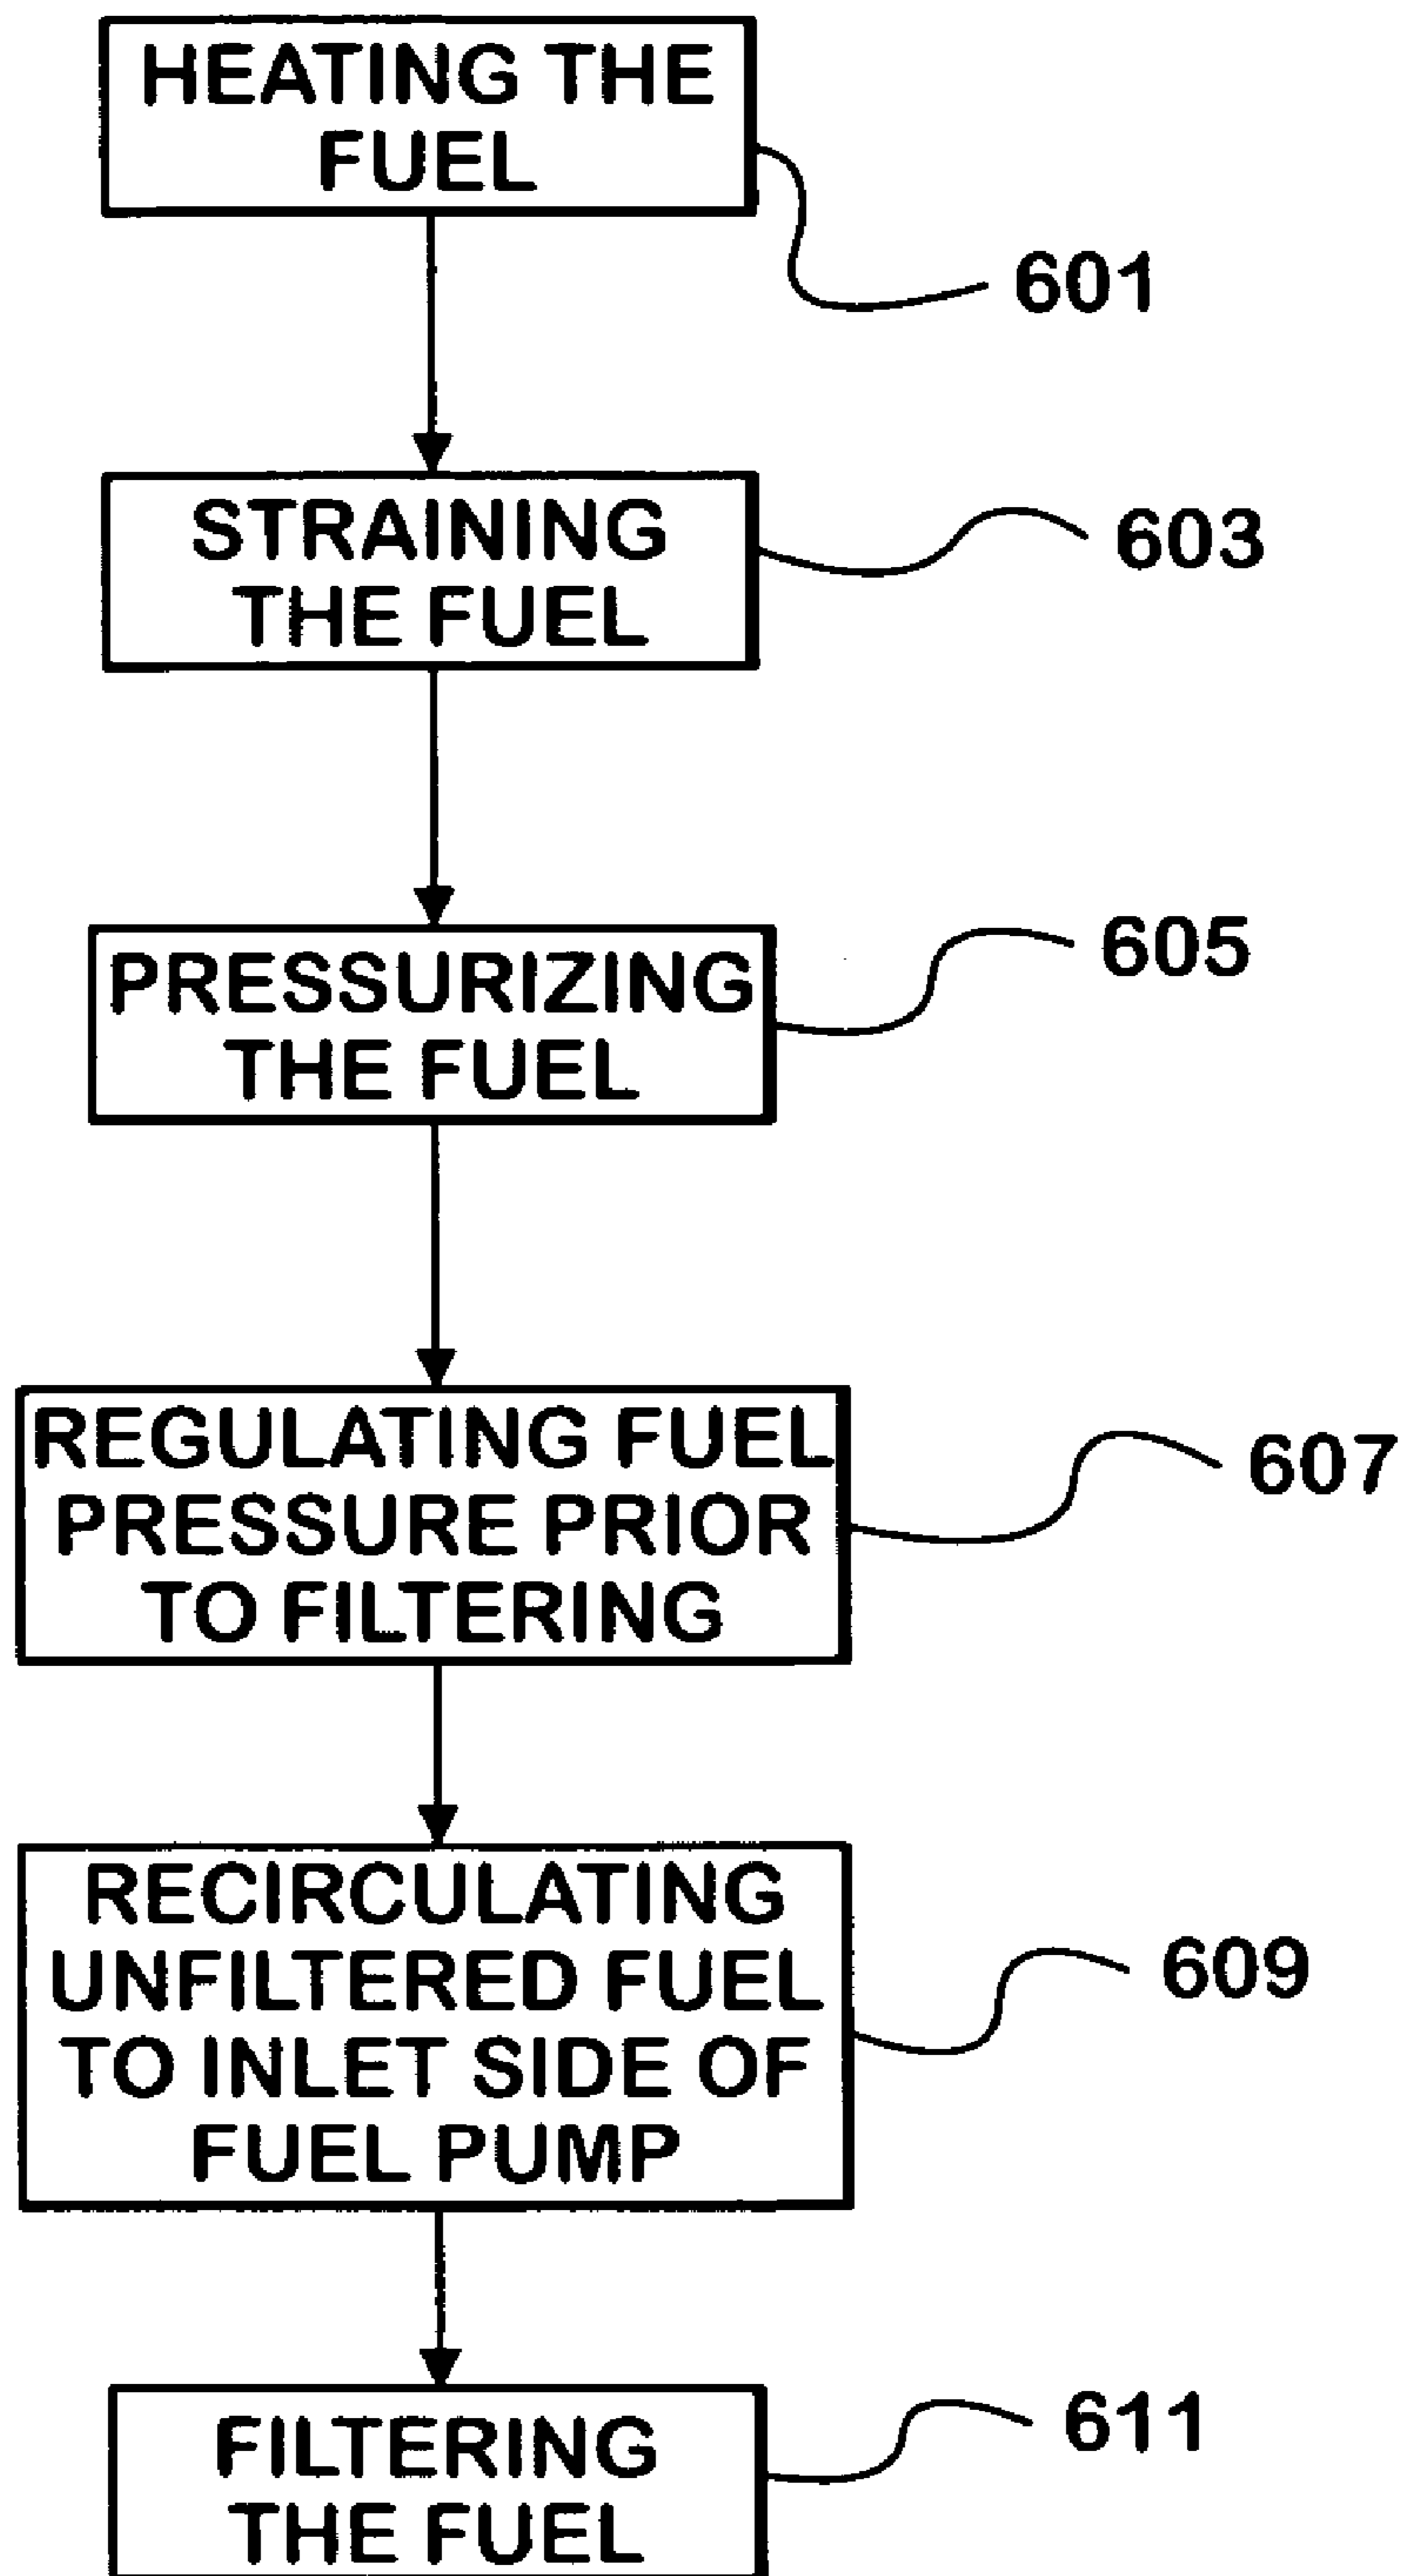 HEATING THE
FUEL
601
STRAINING
THE FUEL
603
PRESSURIZING
THE FUEL
605
REGULATING FUEL
PRESSURE PRIOR
TO FILTERING
607
RECIRCULATING
UNFILTERED FUEL
TO INLET SIDE OF
FUEL PUMP
609
FILTERING
THE FUEL
611